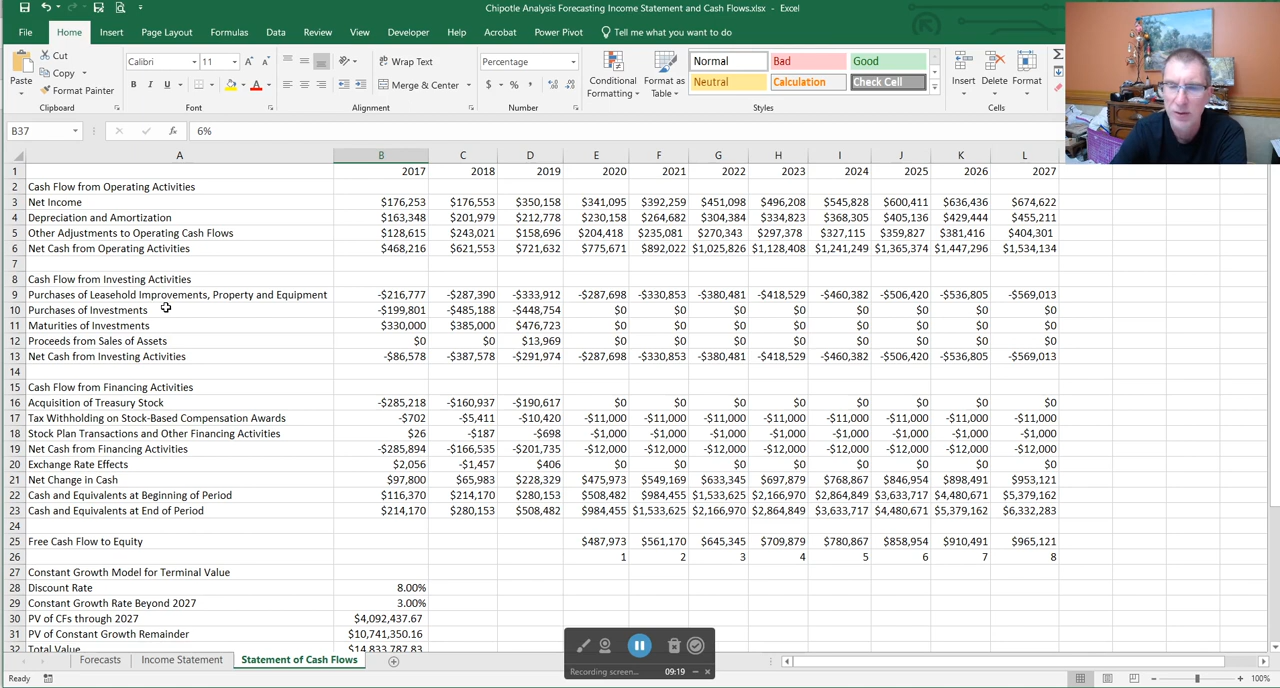 Chipotle Analysis Forecasting Income Statement and Cash Flows.xlsx - Excel
File Home Insert Page Layout Formulas Data Review View Developer Help Acrobat Power Pivot Tell me what you want to do
Paste
Cut
Copy
Format Painter
Clipboard
Calibri 11
B I U
Font
Wrap Text
Merge & Center
Alignment
Percentage
$ % ,
Number
Conditional Formatting
Format as Table
Normal Bad Good
Neutral Calculation Check Cell
Styles
Insert Delete Format
Cells
B37 fx 6%
A B C D E F G H I J K L
1 2017 2018 2019 2020 2021 2022 2023 2024 2025 2026 2027
2 Cash Flow from Operating Activities
3 Net Income $176,253 $176,553 $350,158 $341,095 $392,259 $451,098 $496,208 $545,828 $600,411 $636,436 $674,622
4 Depreciation and Amortization $163,348 $201,979 $212,778 $230,158 $264,682 $304,384 $334,823 $368,305 $405,136 $429,444 $455,211
5 Other Adjustments to Operating Cash Flows $128,615 $243,021 $158,696 $204,418 $235,081 $270,343 $297,378 $327,115 $359,827 $381,416 $404,301
6 Net Cash from Operating Activities $468,216 $621,553 $721,632 $775,671 $892,022 $1,025,826 $1,128,408 $1,241,249 $1,365,374 $1,447,296 $1,534,134
7
8 Cash Flow from Investing Activities
9 Purchases of Leasehold Improvements, Property and Equipment -$216,777 -$287,390 -$333,912 -$287,698 -$330,853 -$380,481 -$418,529 -$460,382 -$506,420 -$536,805 -$569,013
10 Purchases of Investments -$199,801 -$485,188 -$448,754 $0 $0 $0 $0 $0 $0 $0 $0
11 Maturities of Investments $330,000 $385,000 $476,723 $0 $0 $0 $0 $0 $0 $0 $0
12 Proceeds from Sales of Assets $0 $0 $13,969 $0 $0 $0 $0 $0 $0 $0 $0
13 Net Cash from Investing Activities -$86,578 -$387,578 -$291,974 -$287,698 -$330,853 -$380,481 -$418,529 -$460,382 -$506,420 -$536,805 -$569,013
14
15 Cash Flow from Financing Activities
16 Acquisition of Treasury Stock -$285,218 -$160,937 -$190,617 $0 $0 $0 $0 $0 $0 $0 $0
17 Tax Withholding on Stock-Based Compensation Awards -$702 -$5,411 -$10,420 -$11,000 -$11,000 -$11,000 -$11,000 -$11,000 -$11,000 -$11,000 -$11,000
18 Stock Plan Transactions and Other Financing Activities $26 -$187 -$698 -$1,000 -$1,000 -$1,000 -$1,000 -$1,000 -$1,000 -$1,000 -$1,000
19 Net Cash from Financing Activities -$285,894 -$166,535 -$201,735 -$12,000 -$12,000 -$12,000 -$12,000 -$12,000 -$12,000 -$12,000 -$12,000
20 Exchange Rate Effects $2,056 -$1,457 $406 $0 $0 $0 $0 $0 $0 $0 $0
21 Net Change in Cash $97,800 $65,983 $228,329 $475,973 $549,169 $633,345 $697,879 $768,867 $846,954 $898,491 $953,121
22 Cash and Equivalents at Beginning of Period $116,370 $214,170 $280,153 $508,482 $984,455 $1,533,625 $2,166,970 $2,864,849 $3,633,717 $4,480,671 $5,379,162
23 Cash and Equivalents at End of Period $214,170 $280,153 $508,482 $984,455 $1,533,625 $2,166,970 $2,864,849 $3,633,717 $4,480,671 $5,379,162 $6,332,283
24
25 Free Cash Flow to Equity $487,973 $561,170 $645,345 $709,879 $780,867 $858,954 $910,491 $965,121
26 1 2 3 4 5 6 7 8
27 Constant Growth Model for Terminal Value
28 Discount Rate 8.00%
29 Constant Growth Rate Beyond 2027 3.00%
30 PV of CFs through 2027 $4,092,437.67
31 PV of Constant Growth Remainder $10,741,350.16
32 Total Value $14,833,787.83
Recording screen... 09:19
Forecasts Income Statement Statement of Cash Flows
Ready 100%